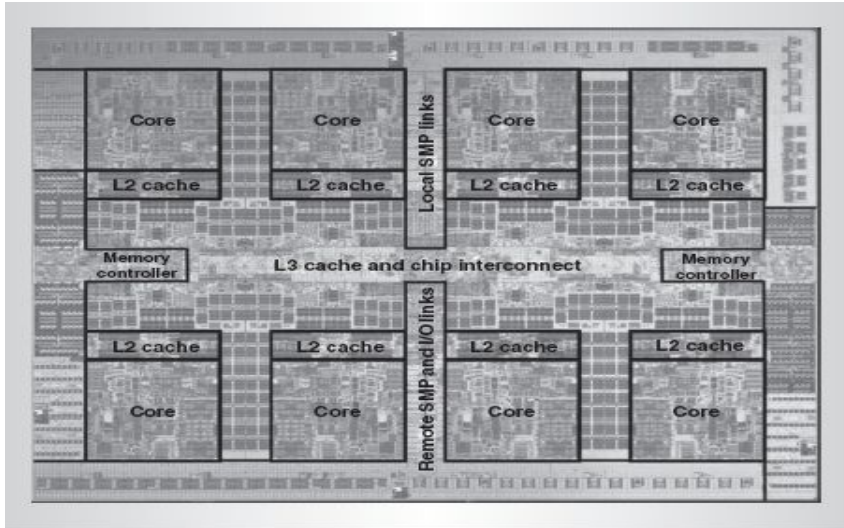 Core Core Core Core
L2 cache L2 cache L2 cache L2 cache
Local SMP links
Memory
controller
L3 cache and chip interconnect
Memory
controller
Remote SMP and I/O links
L2 cache L2 cache L2 cache L2 cache
Core Core Core Core